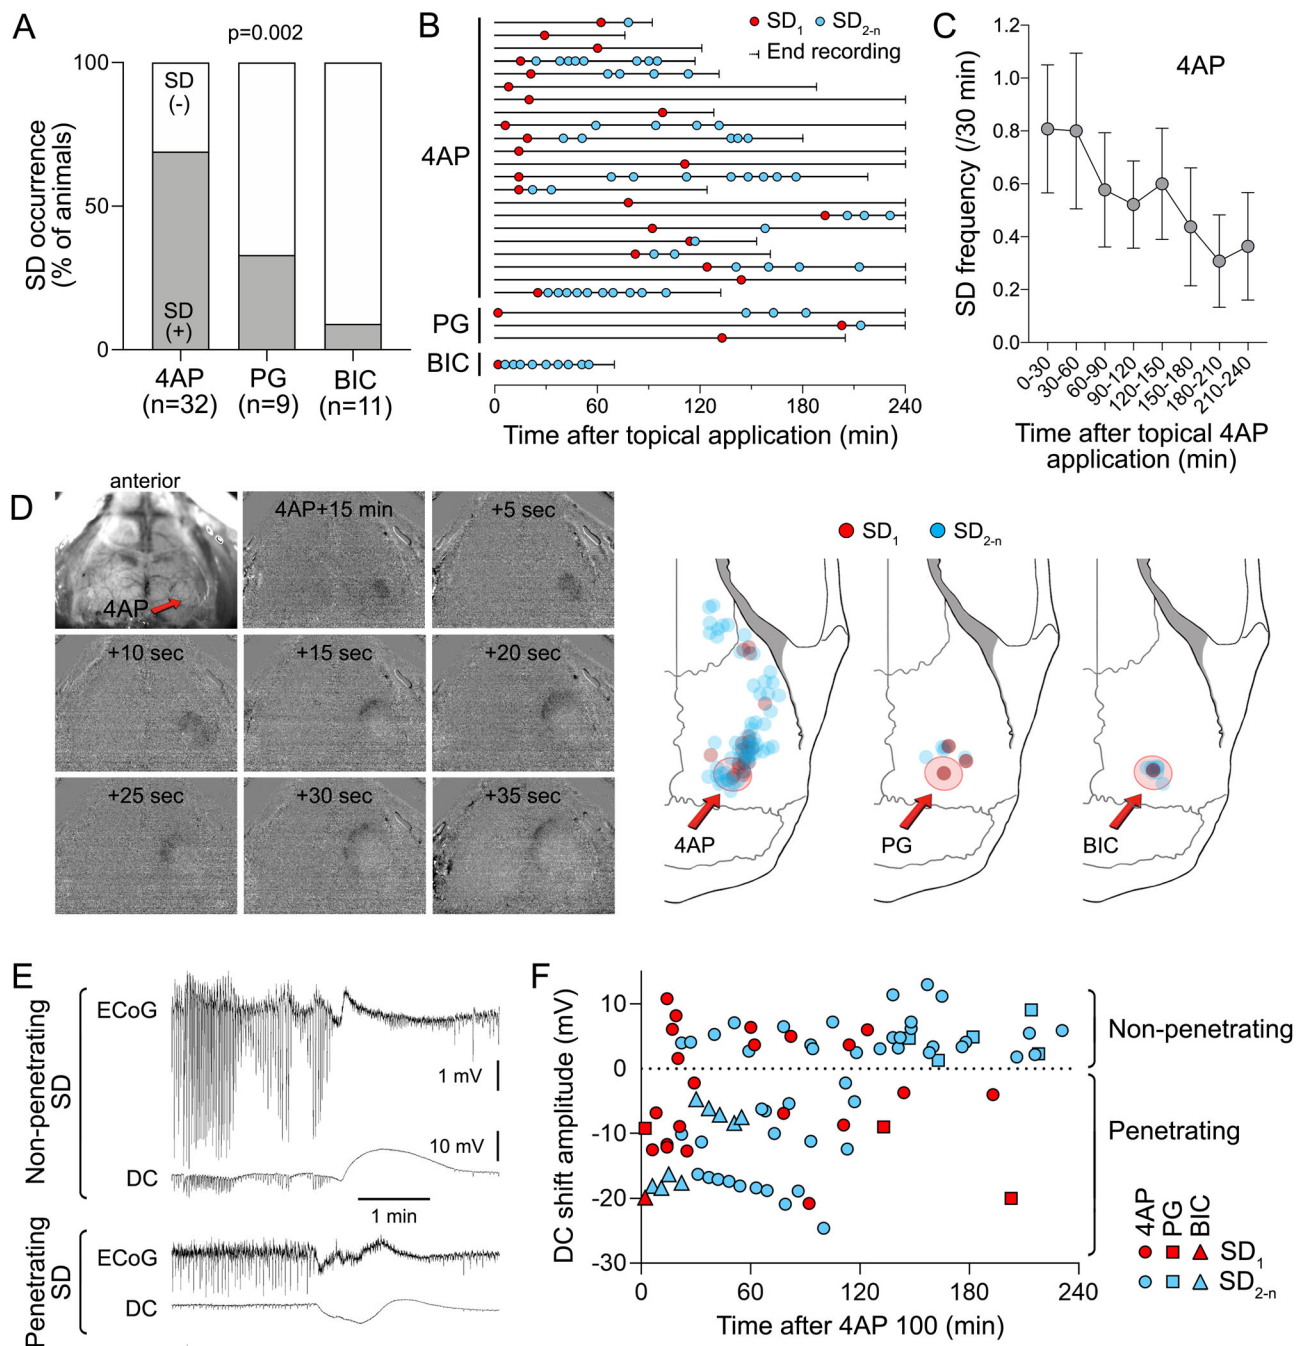 A
p=0.002
SD occurrence
(% of animals)
100
50
0
SD
(-)
SD
(+)
4AP
(n=32)
PG
(n=9)
BIC
(n=11)
B
SD1
SD2-n
End recording
4AP
PG
BIC
0
60
120
180
240
Time after topical application (min)
C
4AP
SD frequency (/30 min)
1.2
1.0
0.8
0.6
0.4
0.2
0.0
0-30
30-60
60-90
90-120
120-150
150-180
180-210
210-240
Time after topical 4AP
application (min)
D
anterior
4AP
4AP+15 min
+5 sec
+10 sec
+15 sec
+20 sec
+25 sec
+30 sec
+35 sec
SD1
SD2-n
4AP
PG
BIC
E
Non-penetrating
SD
ECoG
1 mV
10 mV
DC
1 min
Penetrating
SD
ECoG
DC
F
DC shift amplitude (mV)
10
0
-10
-20
-30
0
60
120
180
240
Time after 4AP 100 (min)
Non-penetrating
Penetrating
4AP
PG
BIC
SD1
SD2-n